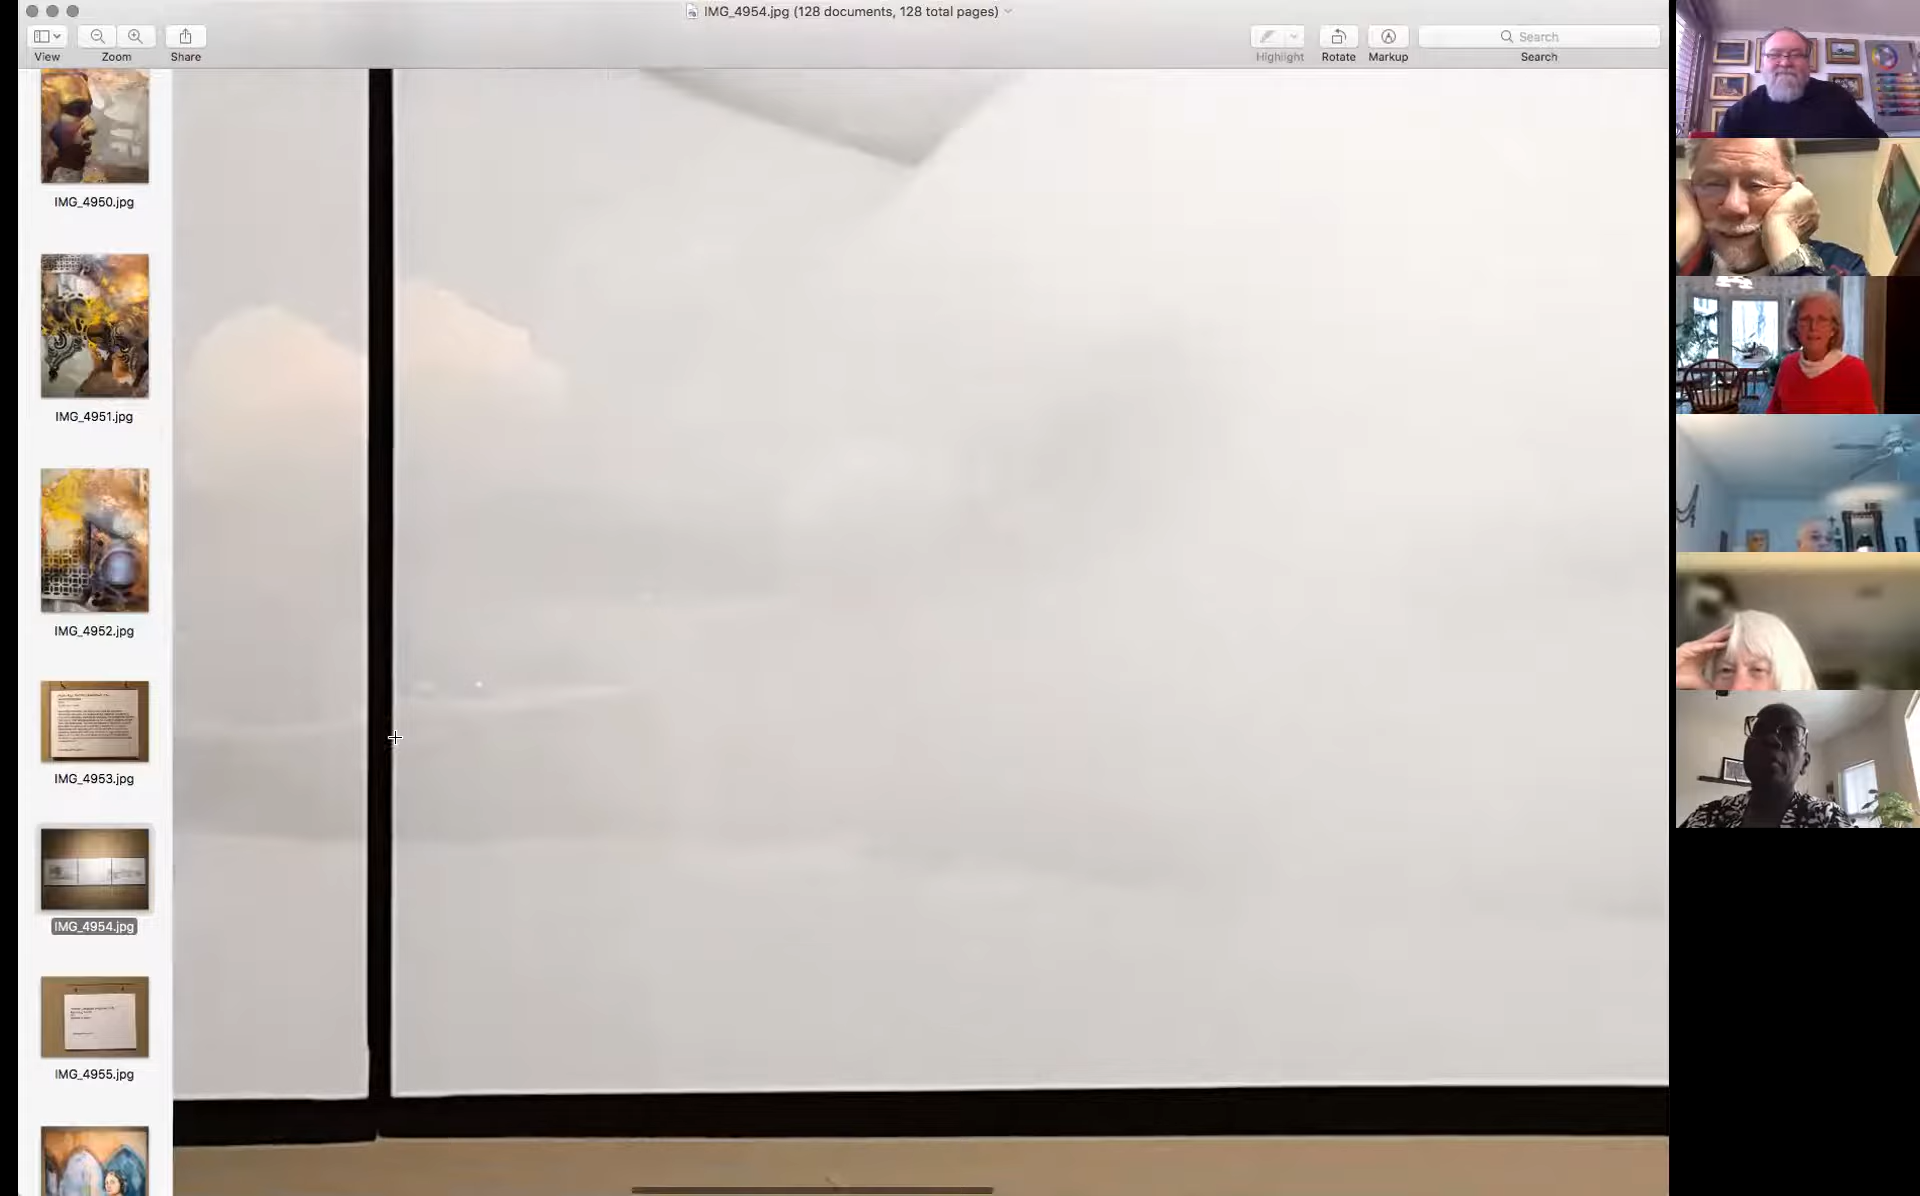 IMG_4954.jpg (128 documents, 128 total pages)
View
Zoom
Share
Highlight
Rotate
Markup
Search
Search
IMG_4950.jpg
IMG_4951.jpg
IMG_4952.jpg
IMG_4953.jpg
IMG_4954.jpg
IMG_4955.jpg